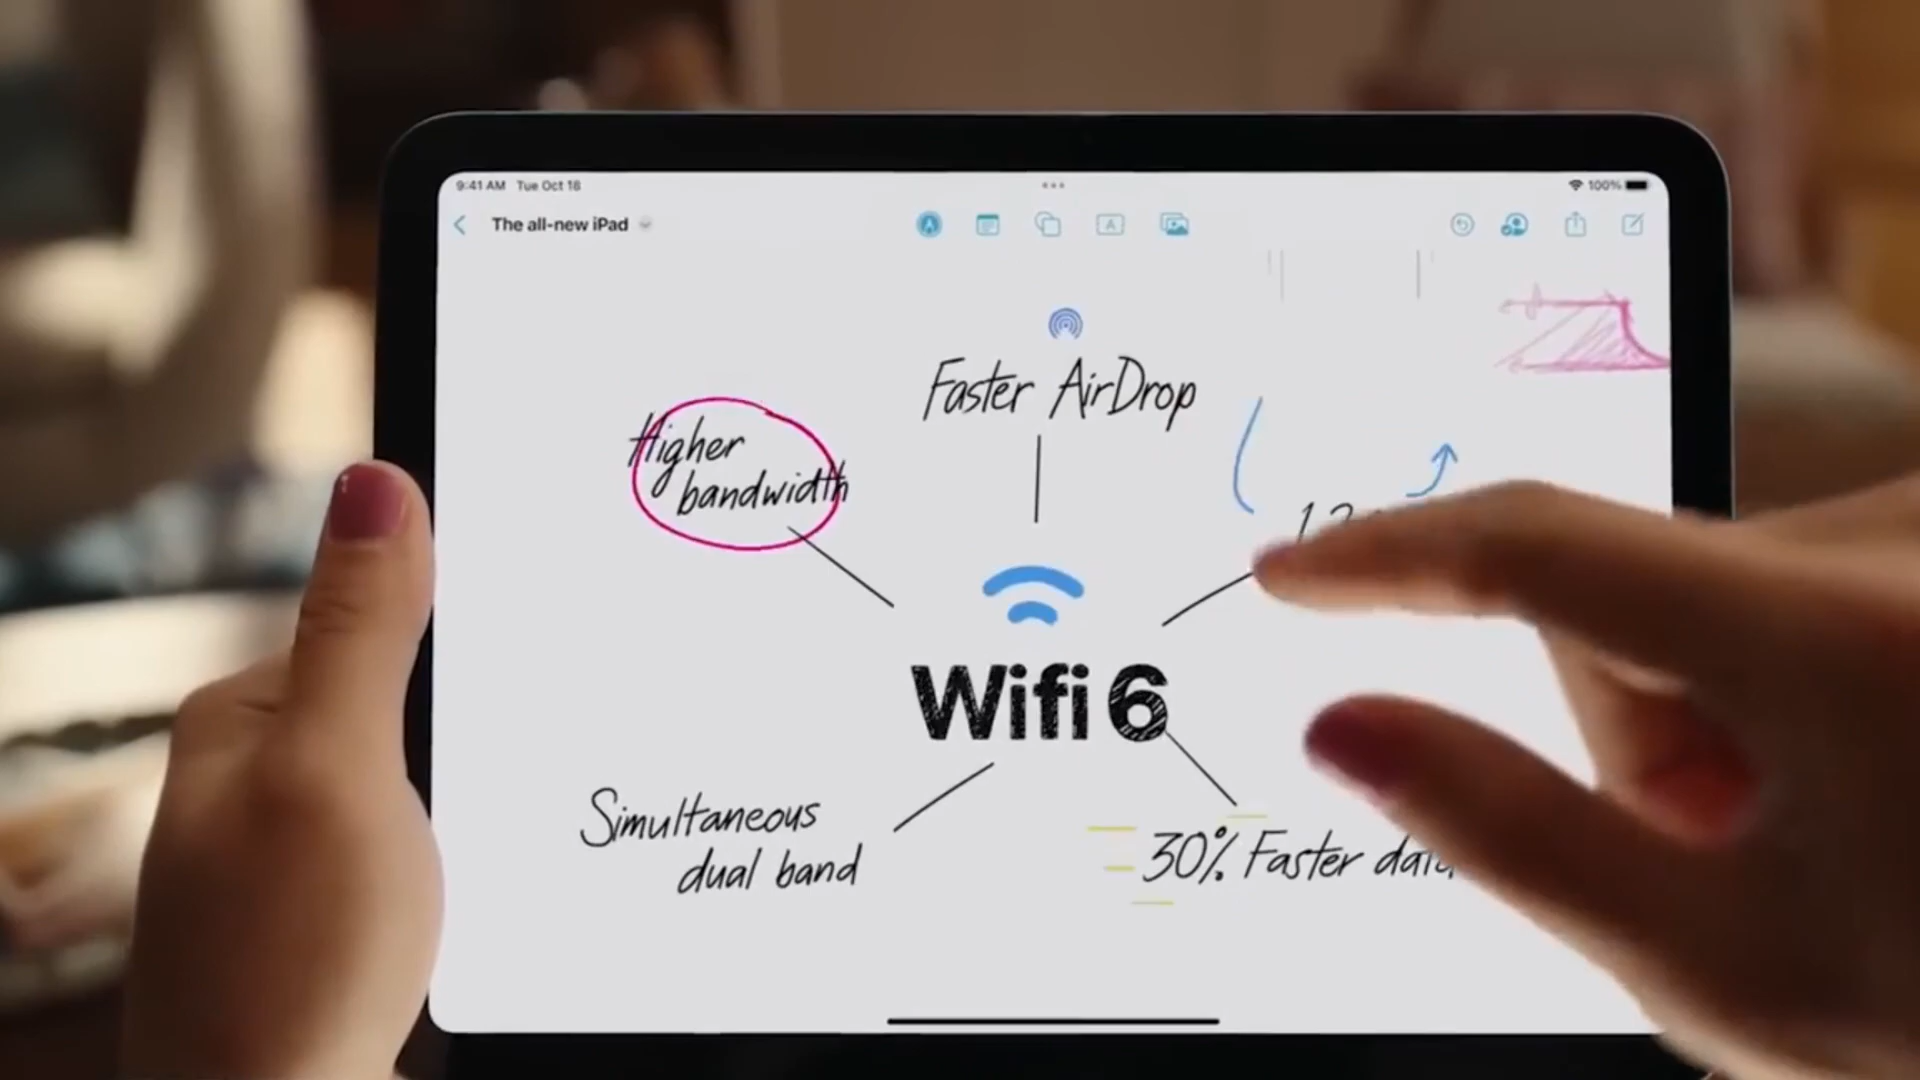 9:41 AM Tue Oct 18
100%
The all-new iPad
A
Faster AirDrop
Higher
bandwidth
Wifi 6
Simultaneous
dual band
30% Faster data